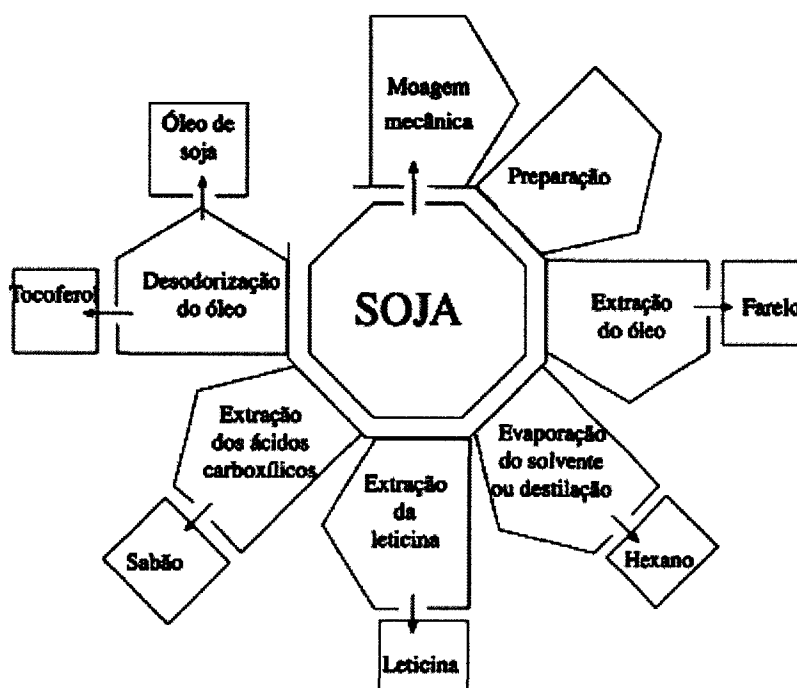 Moagem
mecânica
Preparação
Óleo de
soja
Tocoferol
Desodorização
do óleo
SOJA
Extração
do óleo
Farelo
Extração
dos ácidos
carboxílicos
Evaporação
do solvente
ou destilação
Extração
da
leticina
Sabão
Hexano
Leticina